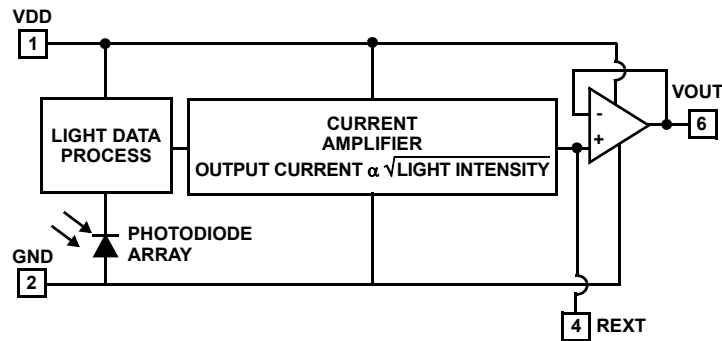 VDD
1
LIGHT DATA
PROCESS
CURRENT
AMPLIFIER
OUTPUT CURRENT α √LIGHT INTENSITY
-
+
VOUT
6
PHOTODIODE
ARRAY
GND
2
4
REXT